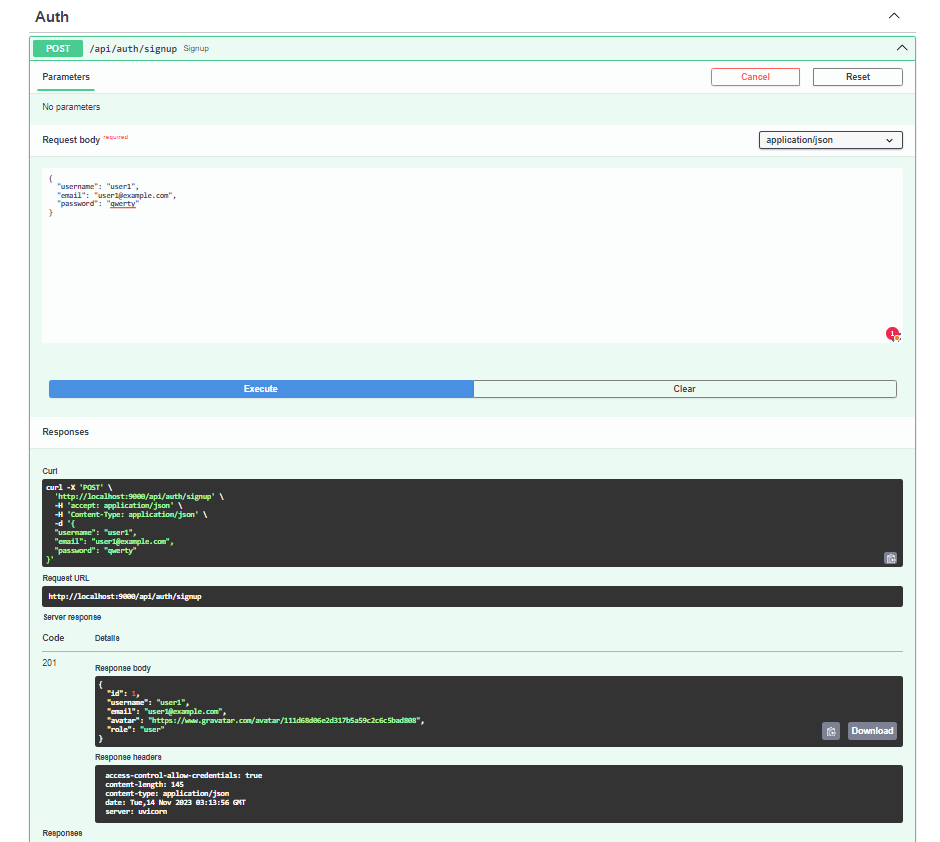 Auth
POST /api/auth/signup Signup
Parameters
Cancel
Reset
No parameters
Request body required
application/json
{
  "username": "user1",
  "email": "user1@example.com",
  "password": "qwerty"
}
1
Execute
Clear
Responses
Curl
curl -X 'POST' \
  'http://localhost:9000/api/auth/signup' \
  -H 'accept: application/json' \
  -H 'Content-Type: application/json' \
  -d '{
  "username": "user1",
  "email": "user1@example.com",
  "password": "qwerty"
}'
Request URL
http://localhost:9000/api/auth/signup
Server response
Code Details
201
Response body
{
  "id": 1,
  "username": "user1",
  "email": "user1@example.com",
  "avatar": "https://www.gravatar.com/avatar/111d68d06e2d317b5a59c2c6c5bad808",
  "role": "user"
}
Download
Response headers
access-control-allow-credentials: true
content-length: 145
content-type: application/json
date: Tue,14 Nov 2023 03:13:56 GMT
server: uvicorn
Responses